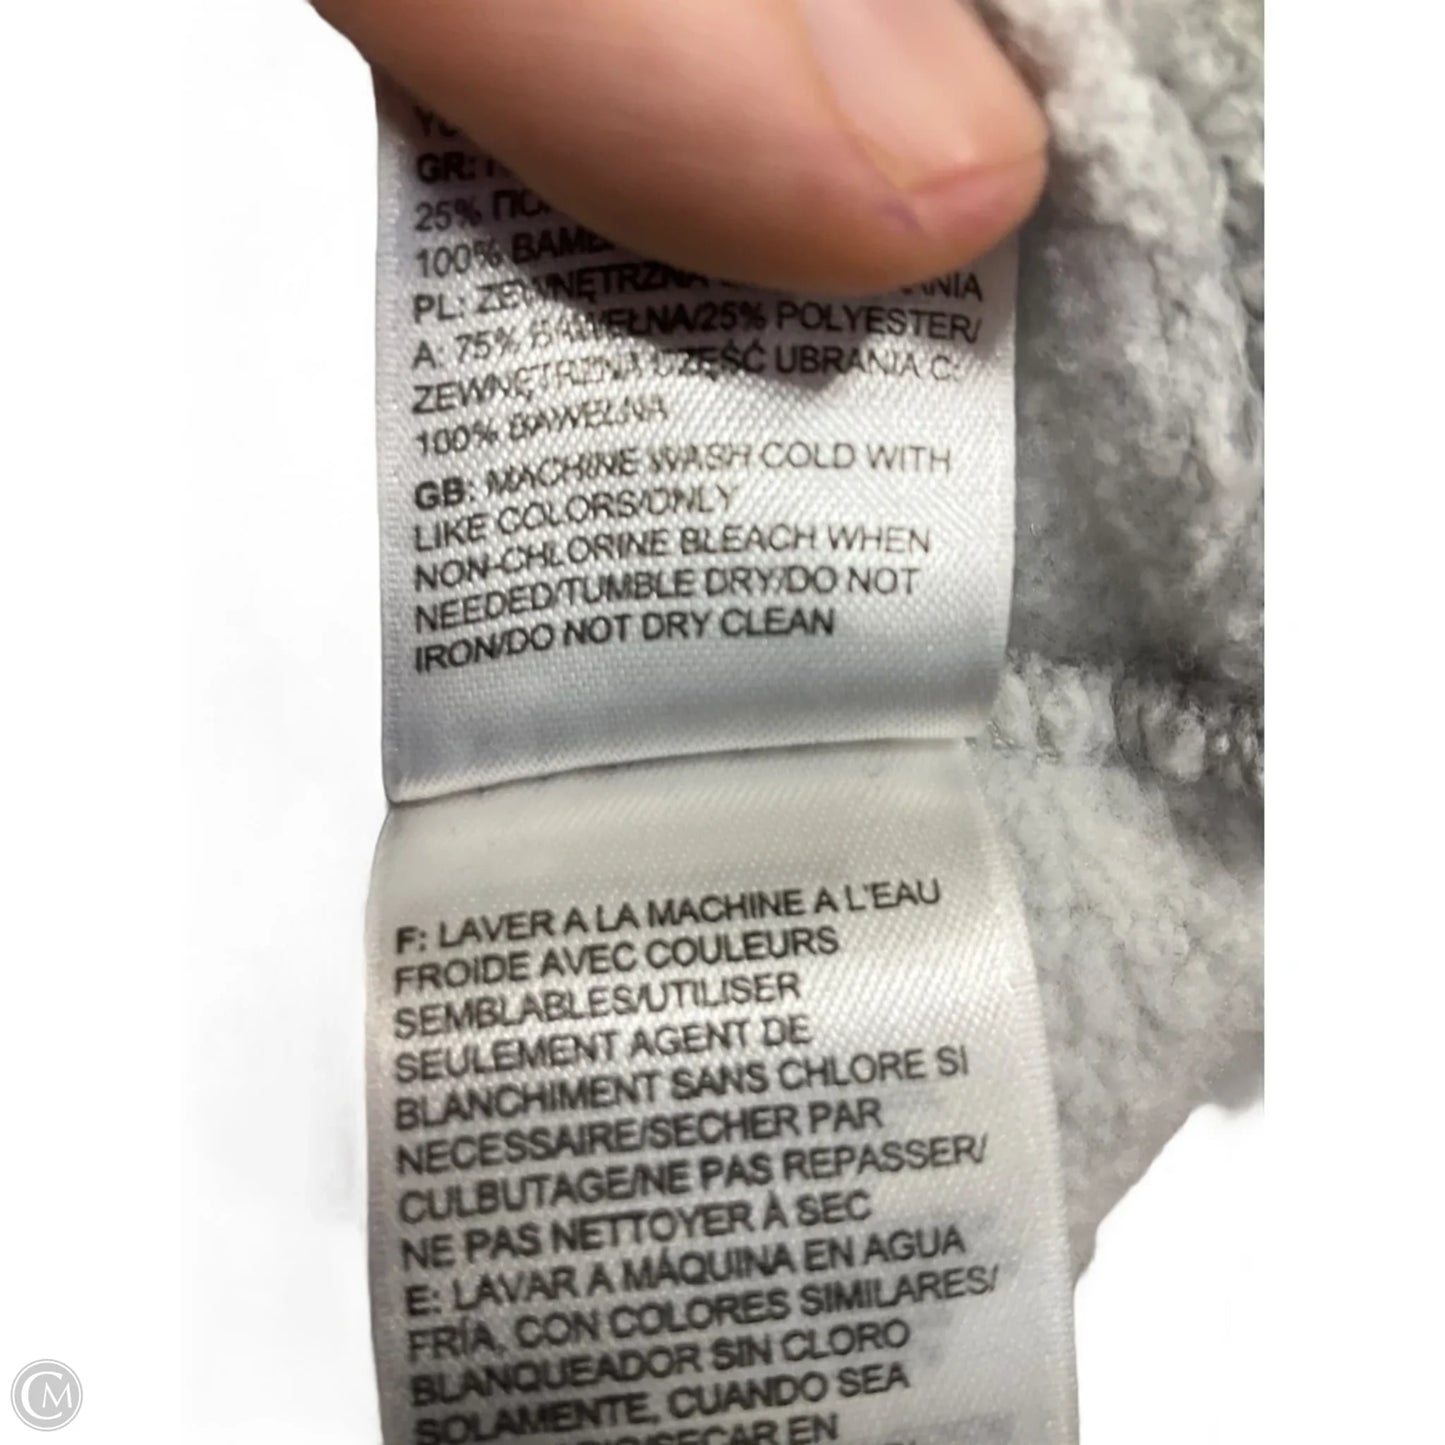 GR:
25%
100%
PL: ZEWNĘTRZNA
A: 75% BAWEŁNA/25% POLYESTER/
ZEWNĘTRZNA CZĘŚĆ UBRANIA C:
100% BAWEŁNA
GB: MACHINE WASH COLD WITH
LIKE COLORS/ONLY
NON-CHLORINE BLEACH WHEN
NEEDED/TUMBLE DRY/DO NOT
IRON/DO NOT DRY CLEAN
F: LAVER A LA MACHINE A L'EAU
FROIDE AVEC COULEURS
SEMBLABLES/UTILISER
SEULEMENT AGENT DE
BLANCHIMENT SANS CHLORE SI
NECESSAIRE/SECHER PAR
CULBUTAGE/NE PAS REPASSER/
NE PAS NETTOYER À SEC
E: LAVAR A MÁQUINA EN AGUA
FRÍA, CON COLORES SIMILARES/
BLANQUEADOR SIN CLORO
SOLAMENTE, CUANDO SEA
EN
CM